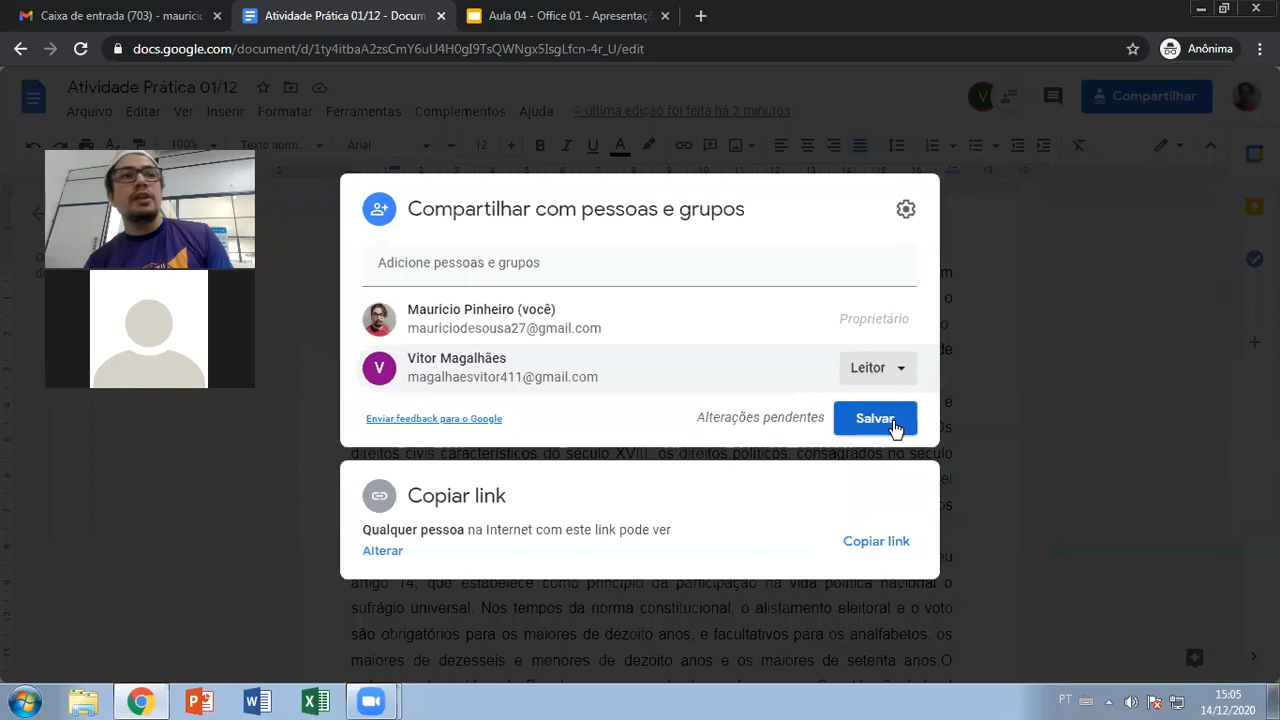 Caixa de entrada (703) - mauricio
Atividade Prática 01/12 - Docum
Aula 04 - Office 01 - Apresentaç
docs.google.com/document/d/1ty4itbaA2zsCmY6uU4H0gI9TsQWNgx5IsgLfcn-4r_U/edit
Anônima
Atividade Prática 01/12
Arquivo Editar Ver Inserir Formatar Ferramentas Complementos Ajuda
A última edição foi feita há 2 minutos
V
Compartilhar
100% Texto norm... Arial 12
Compartilhar com pessoas e grupos
Adicione pessoas e grupos
Mauricio Pinheiro (você)
mauriciodesousa27@gmail.com
Proprietário
V
Vitor Magalhães
magalhaesvitor411@gmail.com
Leitor
Enviar feedback para o Google
Alterações pendentes
Salvar
direitos civis característicos do século XVIII, os direitos políticos, consagrados no século
Copiar link
Qualquer pessoa na Internet com este link pode ver
Alterar
Copiar link
artigo 14, que estabelece como princípio da participação na vida política nacional o
sufrágio universal. Nos tempos da norma constitucional, o alistamento eleitoral e o voto
são obrigatórios para os maiores de dezoito anos, e facultativos para os analfabetos, os
maiores de dezesseis e menores de dezoito anos e os maiores de setenta anos.O
PT
15:05
14/12/2020